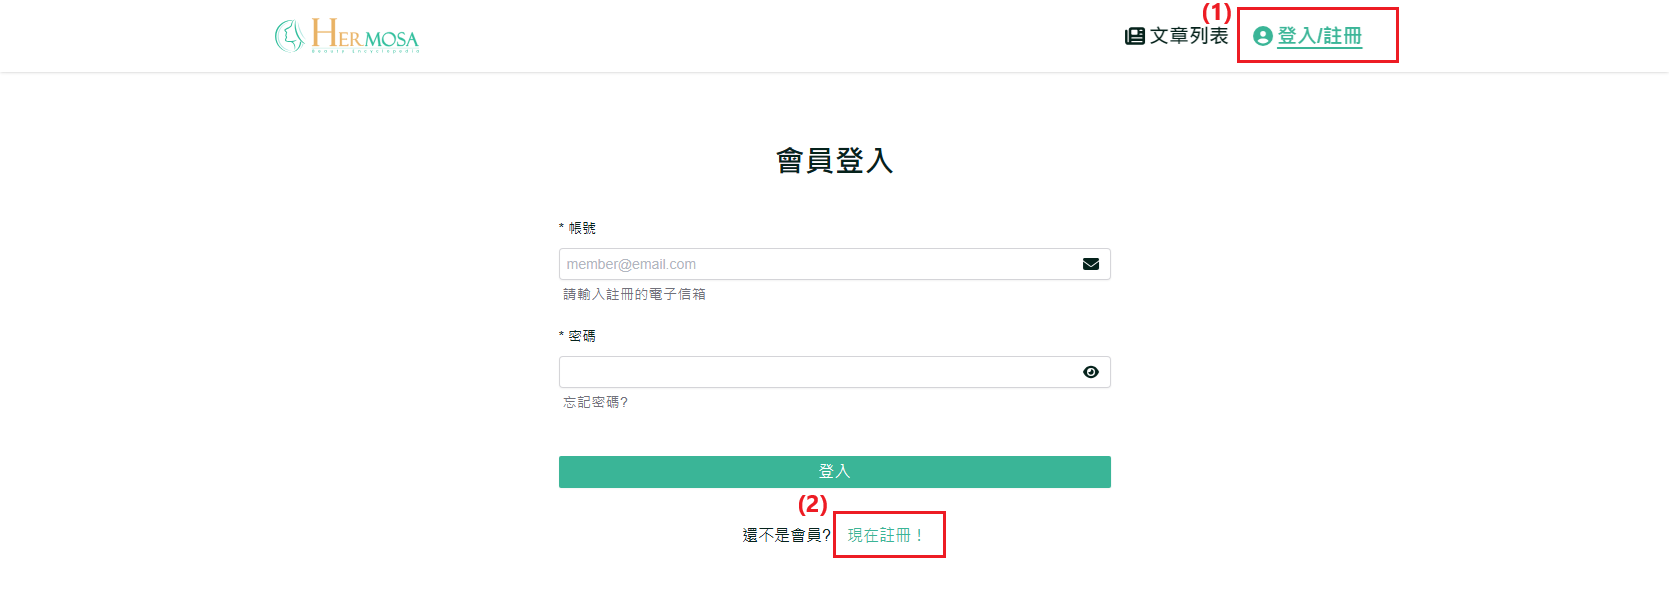 HERMOSA
Beauty Encyclopedia
(1)
文章列表
登入/註冊
會員登入
* 帳號
member@email.com
請輸入註冊的電子信箱
* 密碼
忘記密碼?
登入
(2)
還不是會員? 現在註冊！